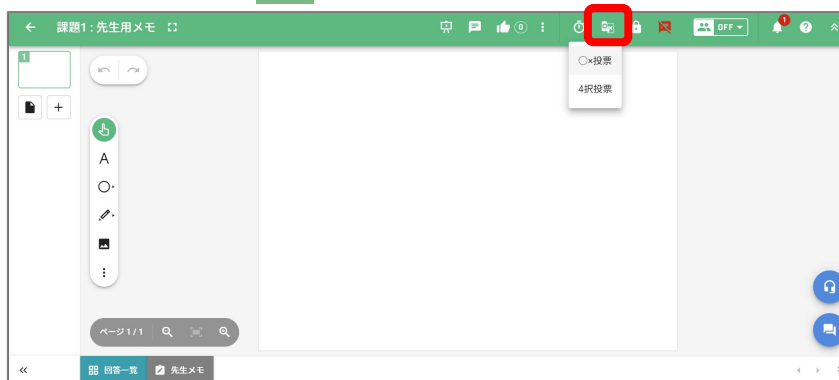 課題1 : 先生用メモ
0
OFF
1
1
○×投票
4択投票
A
ページ 1 / 1
回答一覧
先生メモ